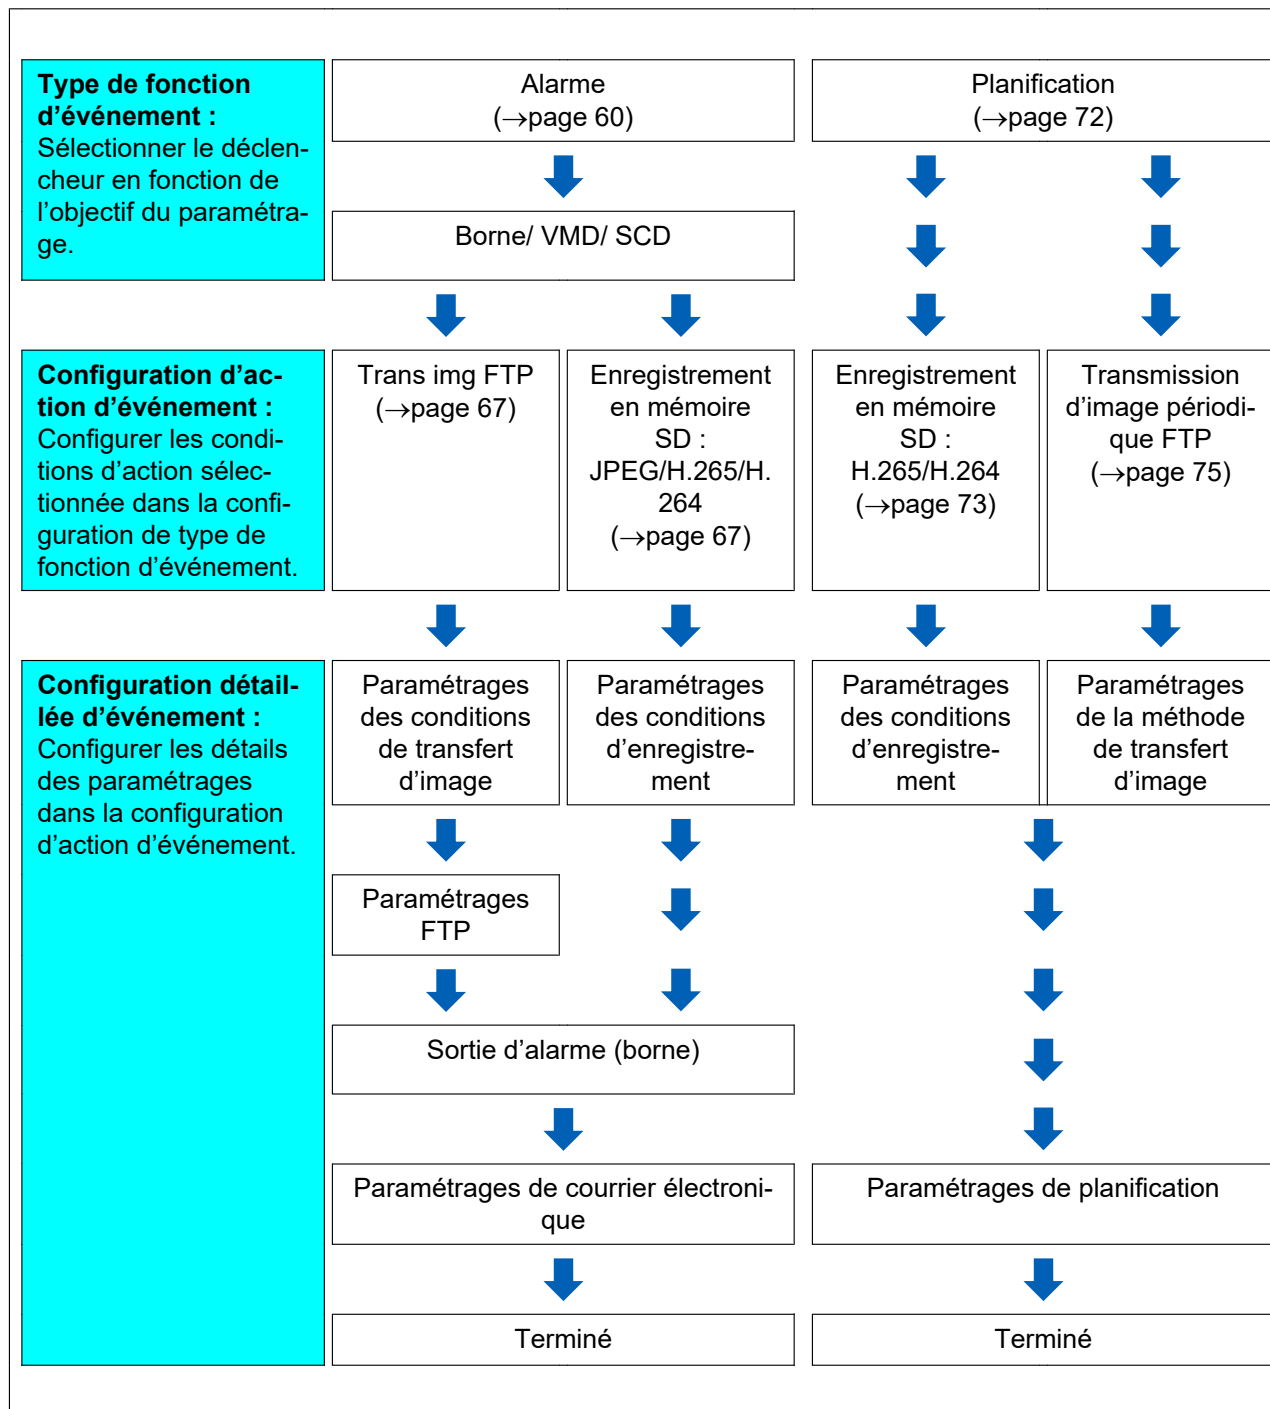 Type de fonction
d’événement :
Sélectionner le déclen-
cheur en fonction de
l’objectif du paramétra-
ge.
Alarme
(→page 60)
Planification
(→page 72)
Borne/ VMD/ SCD
Configuration d’ac-
tion d’événement :
Configurer les condi-
tions d’action sélec-
tionnée dans la confi-
guration de type de
fonction d’événement.
Trans img FTP
(→page 67)
Enregistrement
en mémoire
SD :
JPEG/H.265/H.
264
(→page 67)
Enregistrement
en mémoire
SD :
H.265/H.264
(→page 73)
Transmission
d’image périodi-
que FTP
(→page 75)
Configuration détail-
lée d’événement :
Configurer les détails
des paramétrages
dans la configuration
d’action d’événement.
Paramétrages
des conditions
de transfert
d’image
Paramétrages
des conditions
d’enregistre-
ment
Paramétrages
des conditions
d’enregistre-
ment
Paramétrages
de la méthode
de transfert
d’image
Paramétrages
FTP
Sortie d’alarme (borne)
Paramétrages de courrier électroni-
que
Paramétrages de planification
Terminé
Terminé